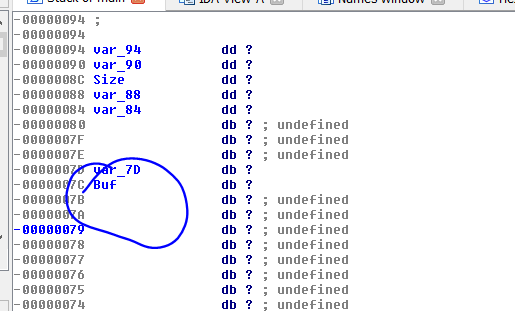 Stack of main IDA View-A Names window
-00000094 ;
-00000094
-00000094 var_94 dd ?
-00000090 var_90 dd ?
-0000008C Size dd ?
-00000088 var_88 dd ?
-00000084 var_84 dd ?
-00000080 db ? ; undefined
-0000007F db ? ; undefined
-0000007E db ? ; undefined
-0000007D var_7D db ?
-0000007C Buf db ?
-0000007B db ? ; undefined
-0000007A db ? ; undefined
-00000079 db ? ; undefined
-00000078 db ? ; undefined
-00000077 db ? ; undefined
-00000076 db ? ; undefined
-00000075 db ? ; undefined
-00000074 db ? ; undefined